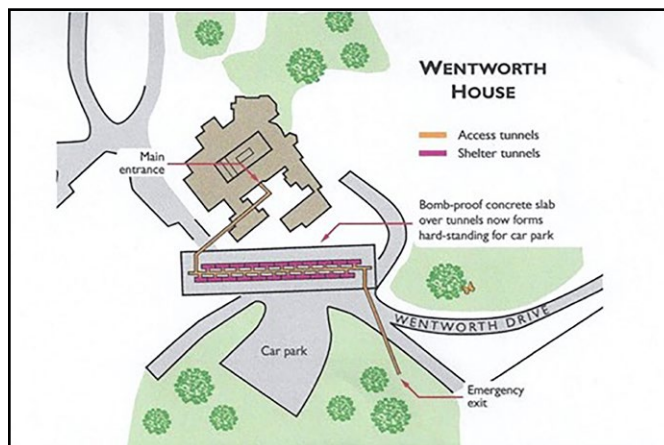 WENTWORTH
HOUSE
Access tunnels
Shelter tunnels
Main
entrance
Bomb-proof concrete slab
over tunnels now forms
hard-standing for car park
WENTWORTH DRIVE
Car park
Emergency
exit